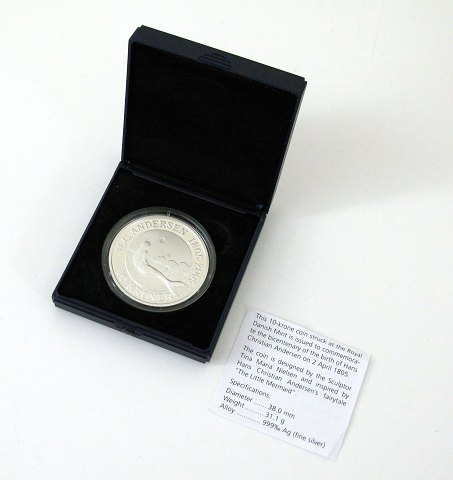 H.C. ANDERSEN 1805-2005
10 KRONER
This 10-krone coin struck at the Royal
Danish Mint is issued to commemora-
te the bicentenary of the birth of Hans
Christian Andersen on 2 April 1805.
The coin is designed by the Sculptor
Tina Maria Nielsen and inspired by
Hans Christian Andersen's fairytale
"The Little Mermaid".
Specifications:
Diameter ...... 38.0 mm
Weight .......... 31.1 g
Alloy ............. 999‰ Ag (fine silver)